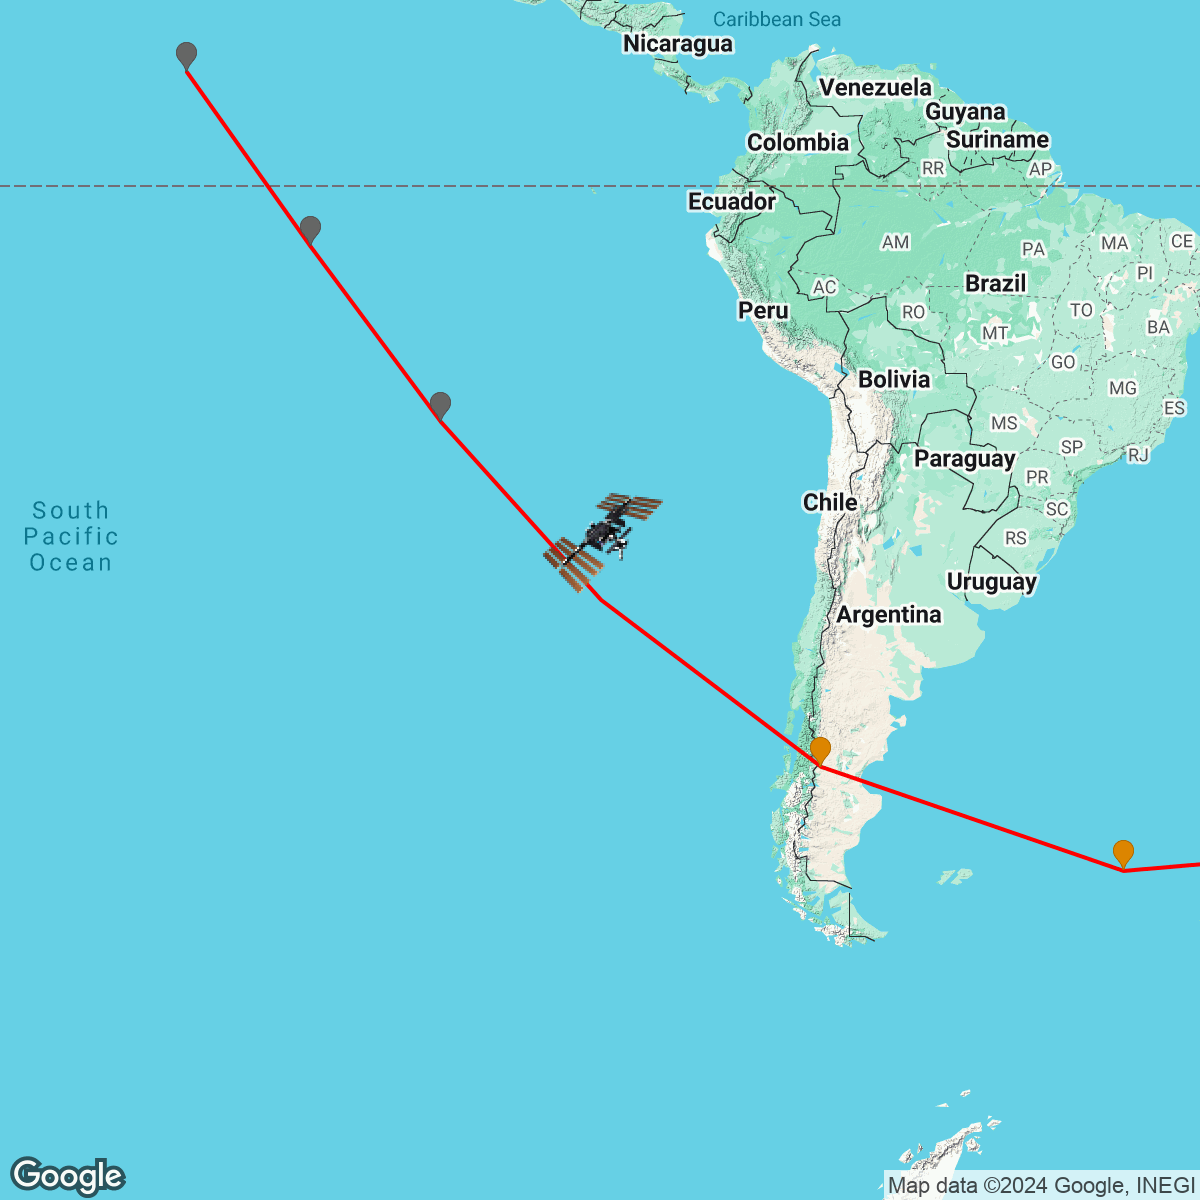 Caribbean Sea
Nicaragua
Venezuela
Guyana
Suriname
Colombia
RR
AP
Ecuador
AM
PA
MA
CE
PI
Brazil
AC
Peru
RO
TO
MT
BA
GO
Bolivia
MG
ES
MS
SP
RJ
Paraguay
PR
Chile
SC
South
Pacific
Ocean
RS
Uruguay
Argentina
Google
Map data ©2024 Google, INEGI